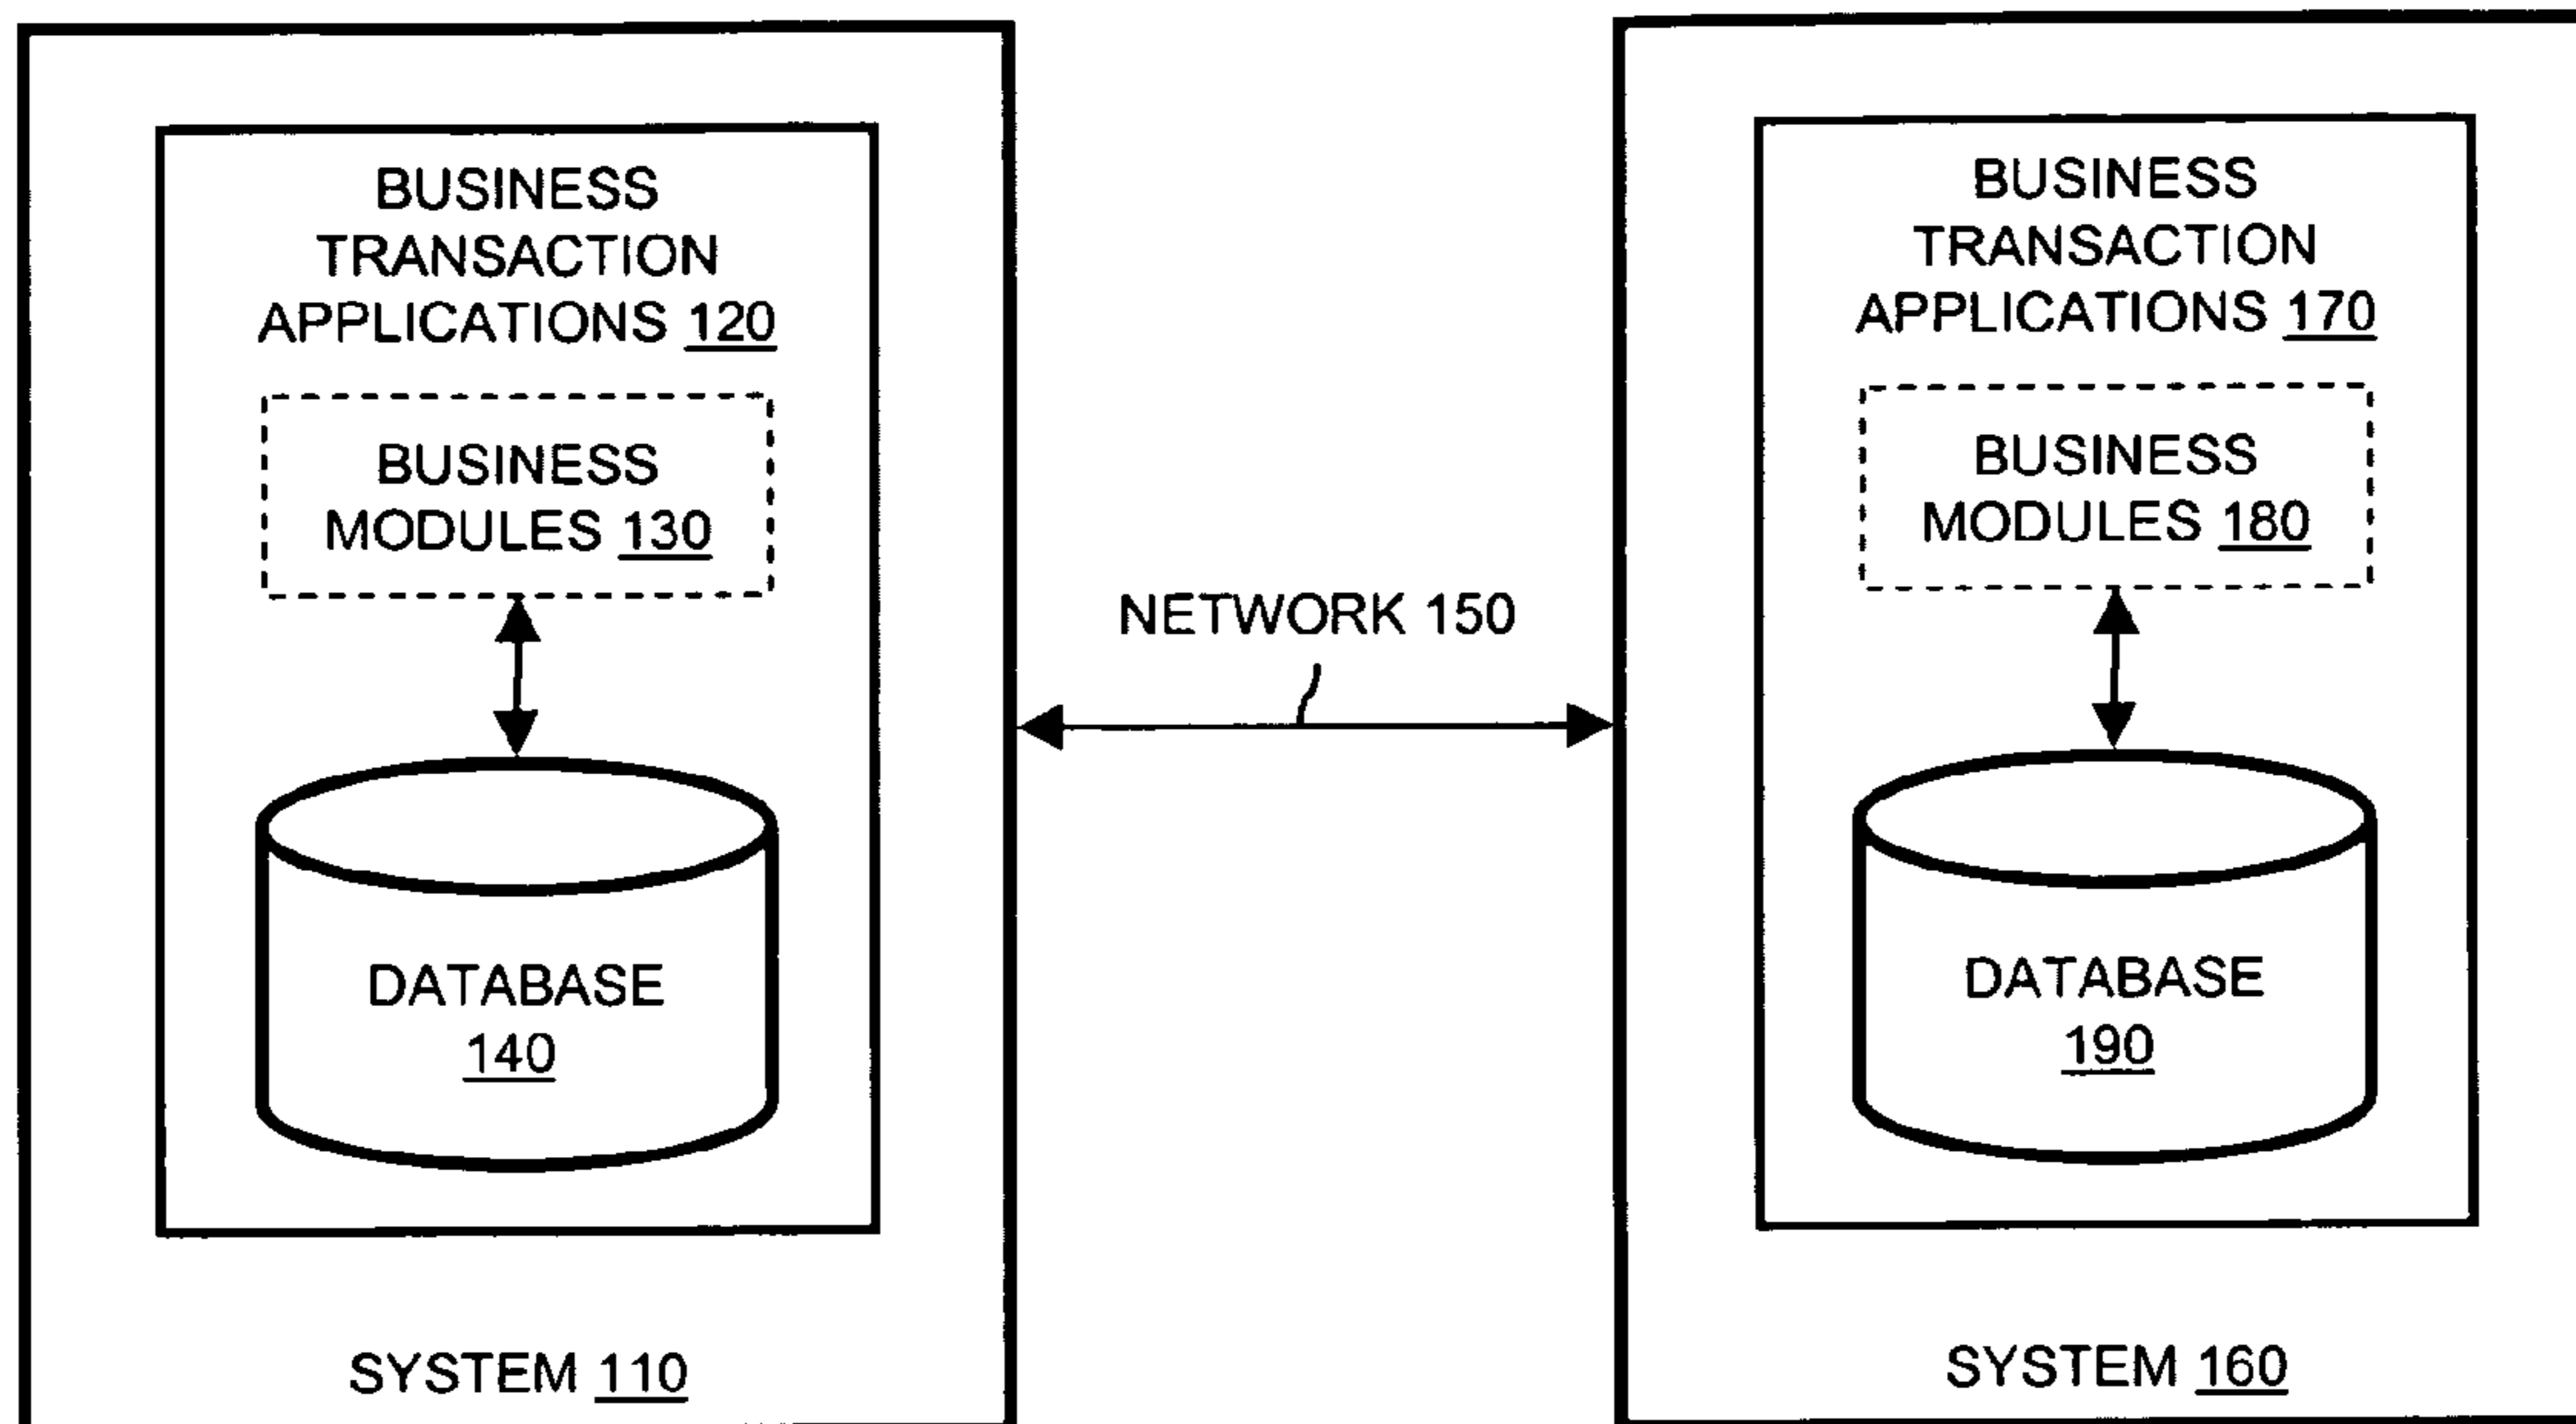 BUSINESS
TRANSACTION
APPLICATIONS 120
BUSINESS
MODULES 130
DATABASE
140
SYSTEM 110
NETWORK 150
BUSINESS
TRANSACTION
APPLICATIONS 170
BUSINESS
MODULES 180
DATABASE
190
SYSTEM 160